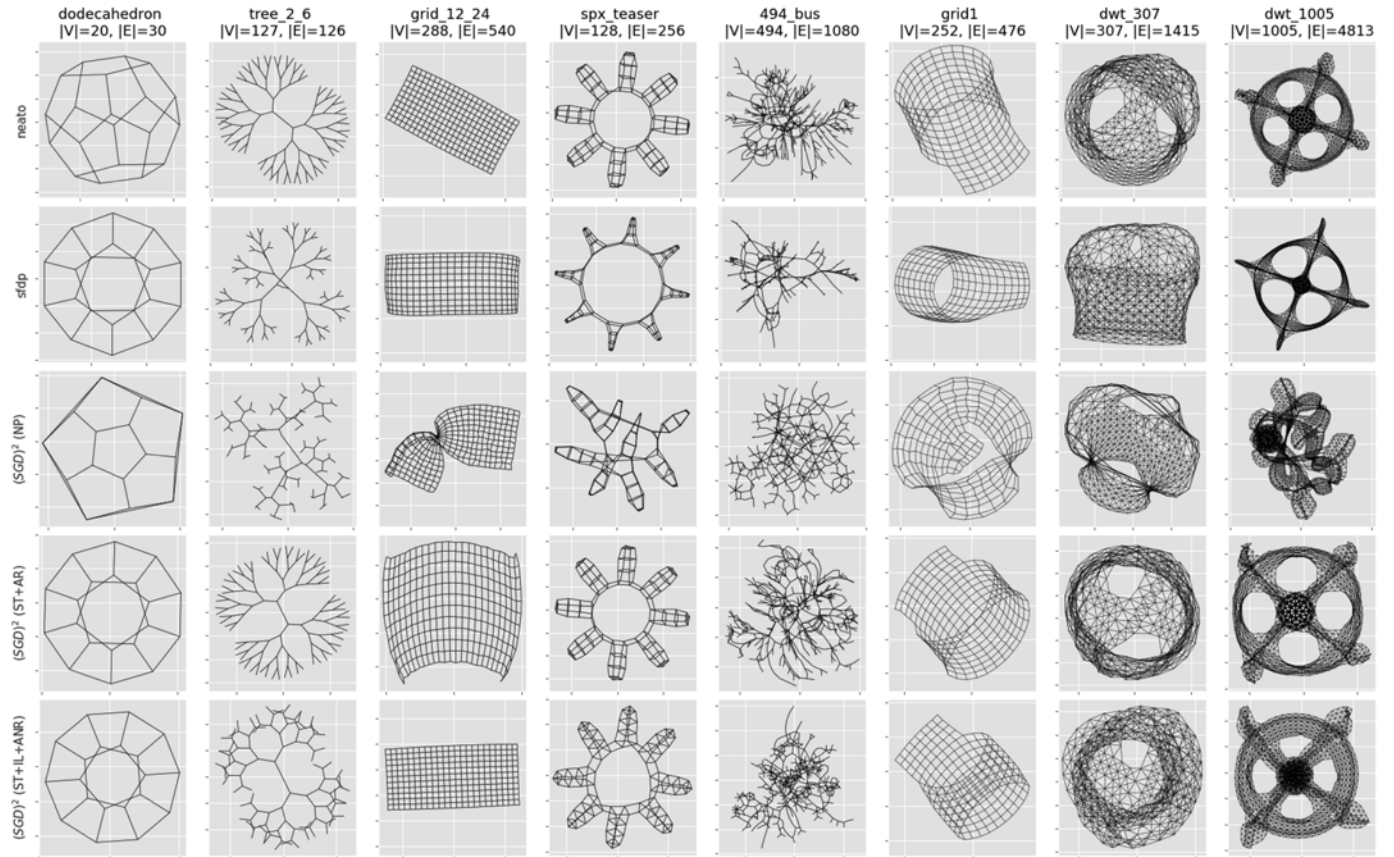 dodecahedron
|V|=20, |E|=30
tree_2_6
|V|=127, |E|=126
grid_12_24
|V|=288, |E|=540
spx_teaser
|V|=128, |E|=256
494_bus
|V|=494, |E|=1080
grid1
|V|=252, |E|=476
dwt_307
|V|=307, |E|=1415
dwt_1005
|V|=1005, |E|=4813
neato
sfdp
(SGD)² (NP)
(SGD)² (ST+AR)
(SGD)² (ST+IL+ANR)